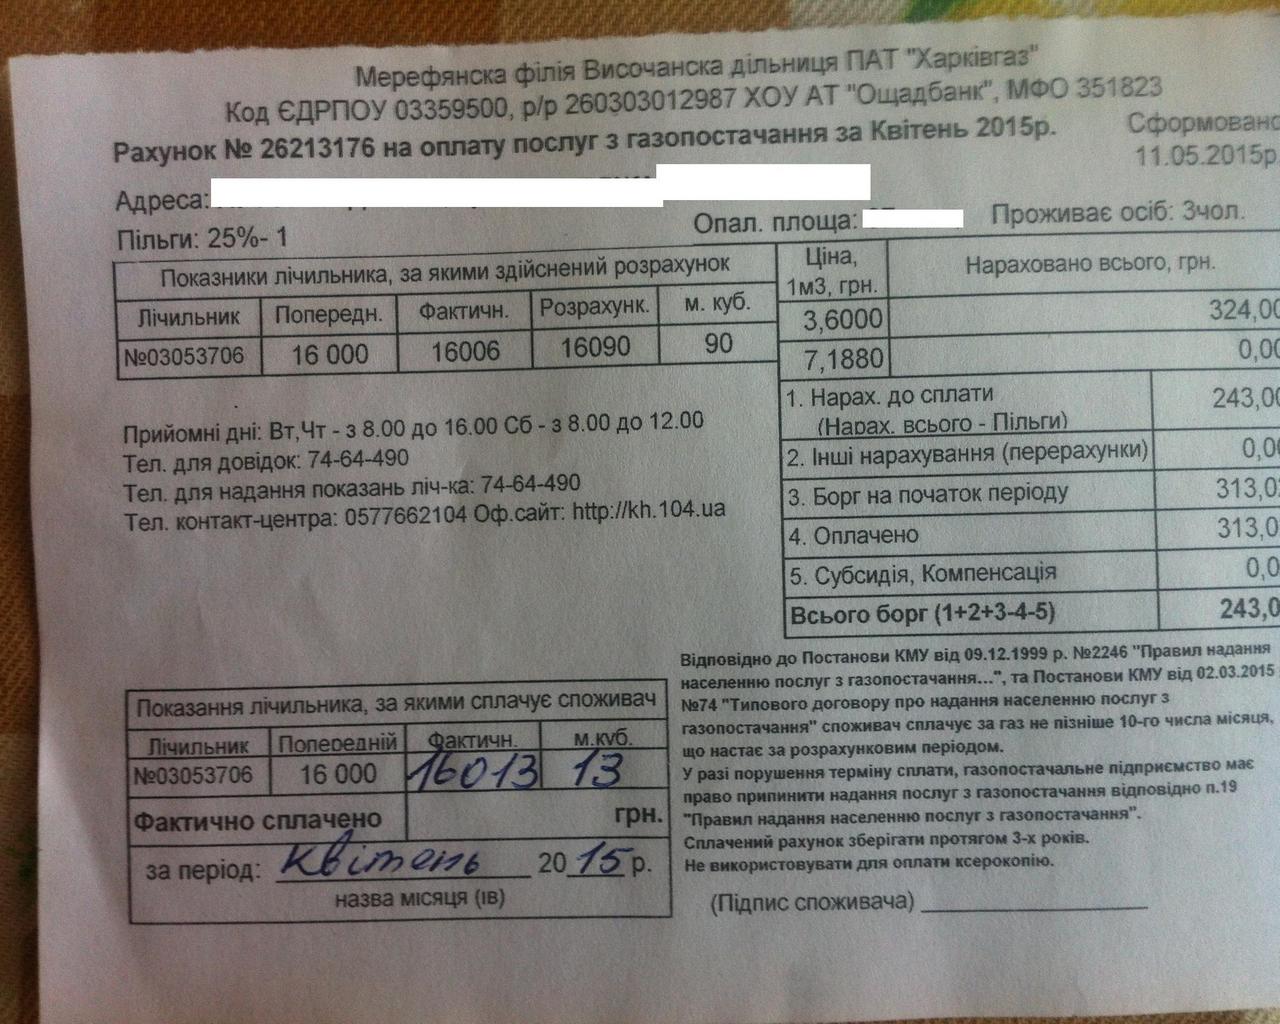 Мерефянска філія Височанска дільниця ПАТ "Харківгаз"
Код ЄДРПОУ 03359500, р/р 260303012987 ХОУ АТ "Ощадбанк", МФО 351823
Рахунок № 26213176 на оплату послуг з газопостачання за Квітень 2015р.
Сформовано
11.05.2015р.
Адреса:
Пільги: 25%- 1
Опал. площа:
Проживає осіб: 3чол.
Показники лічильника, за якими здійснений розрахунок
Лічильник Попередн. Фактичн. Розрахунк. м. куб.
№03053706 16 000 16006 16090 90
Ціна, 1м3, грн. Нараховано всього, грн.
3,6000 324,00
7,1880 0,00
1. Нарах. до сплати 243,00
(Нарах. всього - Пільги)
2. Інші нарахування (перерахунки) 0,00
3. Борг на початок періоду 313,02
4. Оплачено 313,0
5. Субсидія, Компенсація 0,0
Всього борг (1+2+3-4-5) 243,0
Прийомні дні: Вт,Чт - з 8.00 до 16.00 Сб - з 8.00 до 12.00
Тел. для довідок: 74-64-490
Тел. для надання показань ліч-ка: 74-64-490
Тел. контакт-центра: 0577662104 Оф.сайт: http://kh.104.ua
Показання лічильника, за якими сплачує споживач
Лічильник Попередній Фактичн. м.куб.
№03053706 16 000 16013 13
Фактично сплачено грн.
за період: Квітень 2015 р.
назва місяця (ів)
Відповідно до Постанови КМУ від 09.12.1999 р. №2246 "Правил надання
населенню послуг з газопостачання...", та Постанови КМУ від 02.03.2015
№74 "Типового договору про надання населенню послуг з
газопостачання" споживач сплачує за газ не пізніше 10-го числа місяця,
що настає за розрахунковим періодом.
У разі порушення терміну сплати, газопостачальне підприємство має
право припинити надання послуг з газопостачання відповідно п.19
"Правил надання населенню послуг з газопостачання".
Сплачений рахунок зберігати протягом 3-х років.
Не використовувати для оплати ксерокопію.
(Підпис споживача)